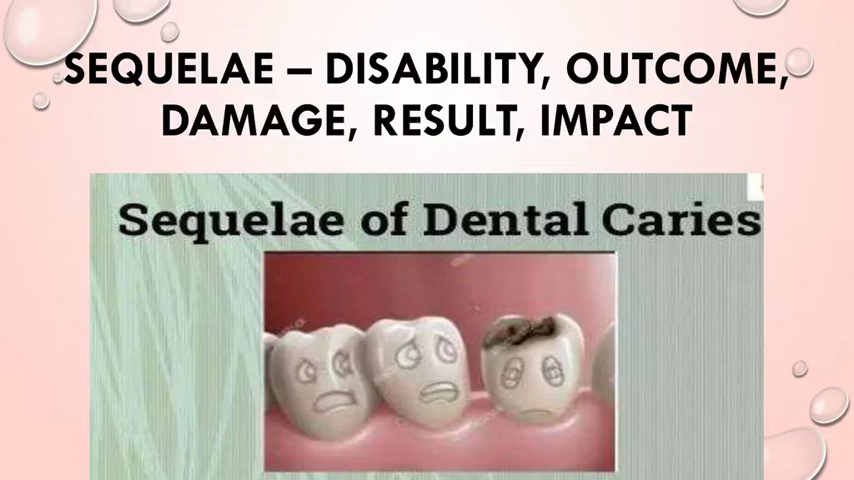 SEQUELAE – DISABILITY, OUTCOME,
DAMAGE, RESULT, IMPACT
Sequelae of Dental Caries